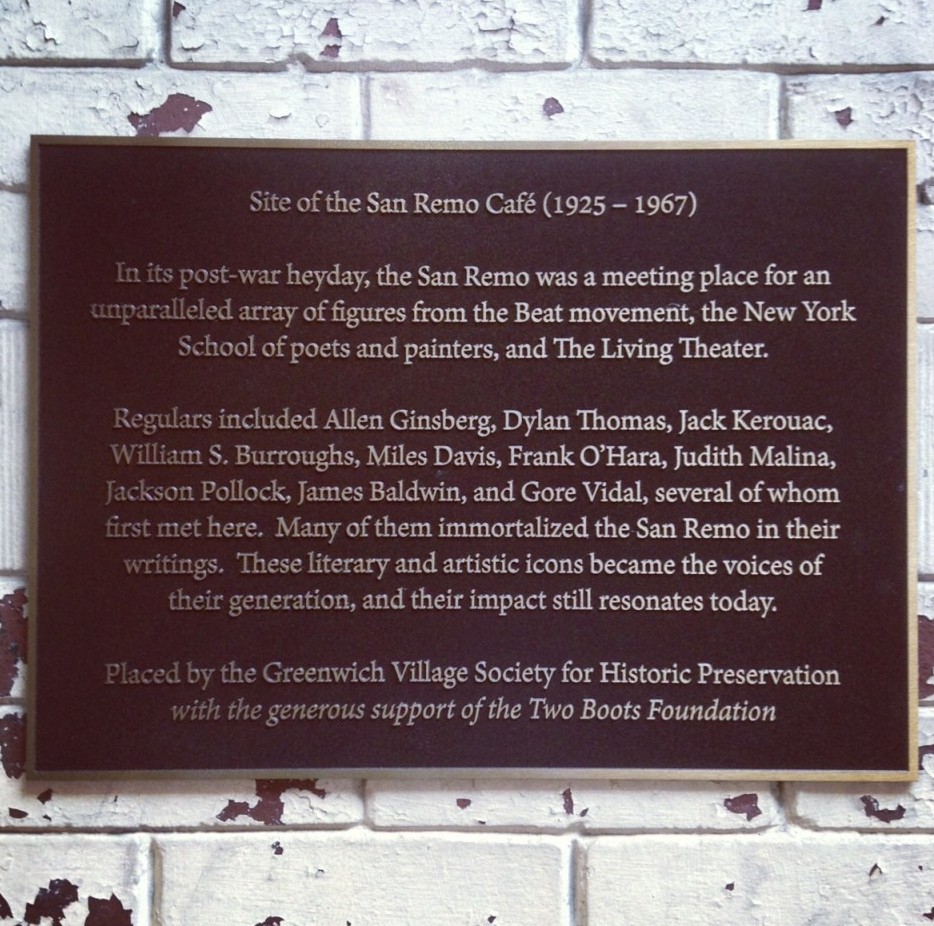 Site of the San Remo Café (1925 – 1967)
In its post-war heyday, the San Remo was a meeting place for an
unparalleled array of figures from the Beat movement, the New York
School of poets and painters, and The Living Theater.
Regulars included Allen Ginsberg, Dylan Thomas, Jack Kerouac,
William S. Burroughs, Miles Davis, Frank O’Hara, Judith Malina,
Jackson Pollock, James Baldwin, and Gore Vidal, several of whom
first met here. Many of them immortalized the San Remo in their
writings. These literary and artistic icons became the voices of
their generation, and their impact still resonates today.
Placed by the Greenwich Village Society for Historic Preservation
with the generous support of the Two Boots Foundation